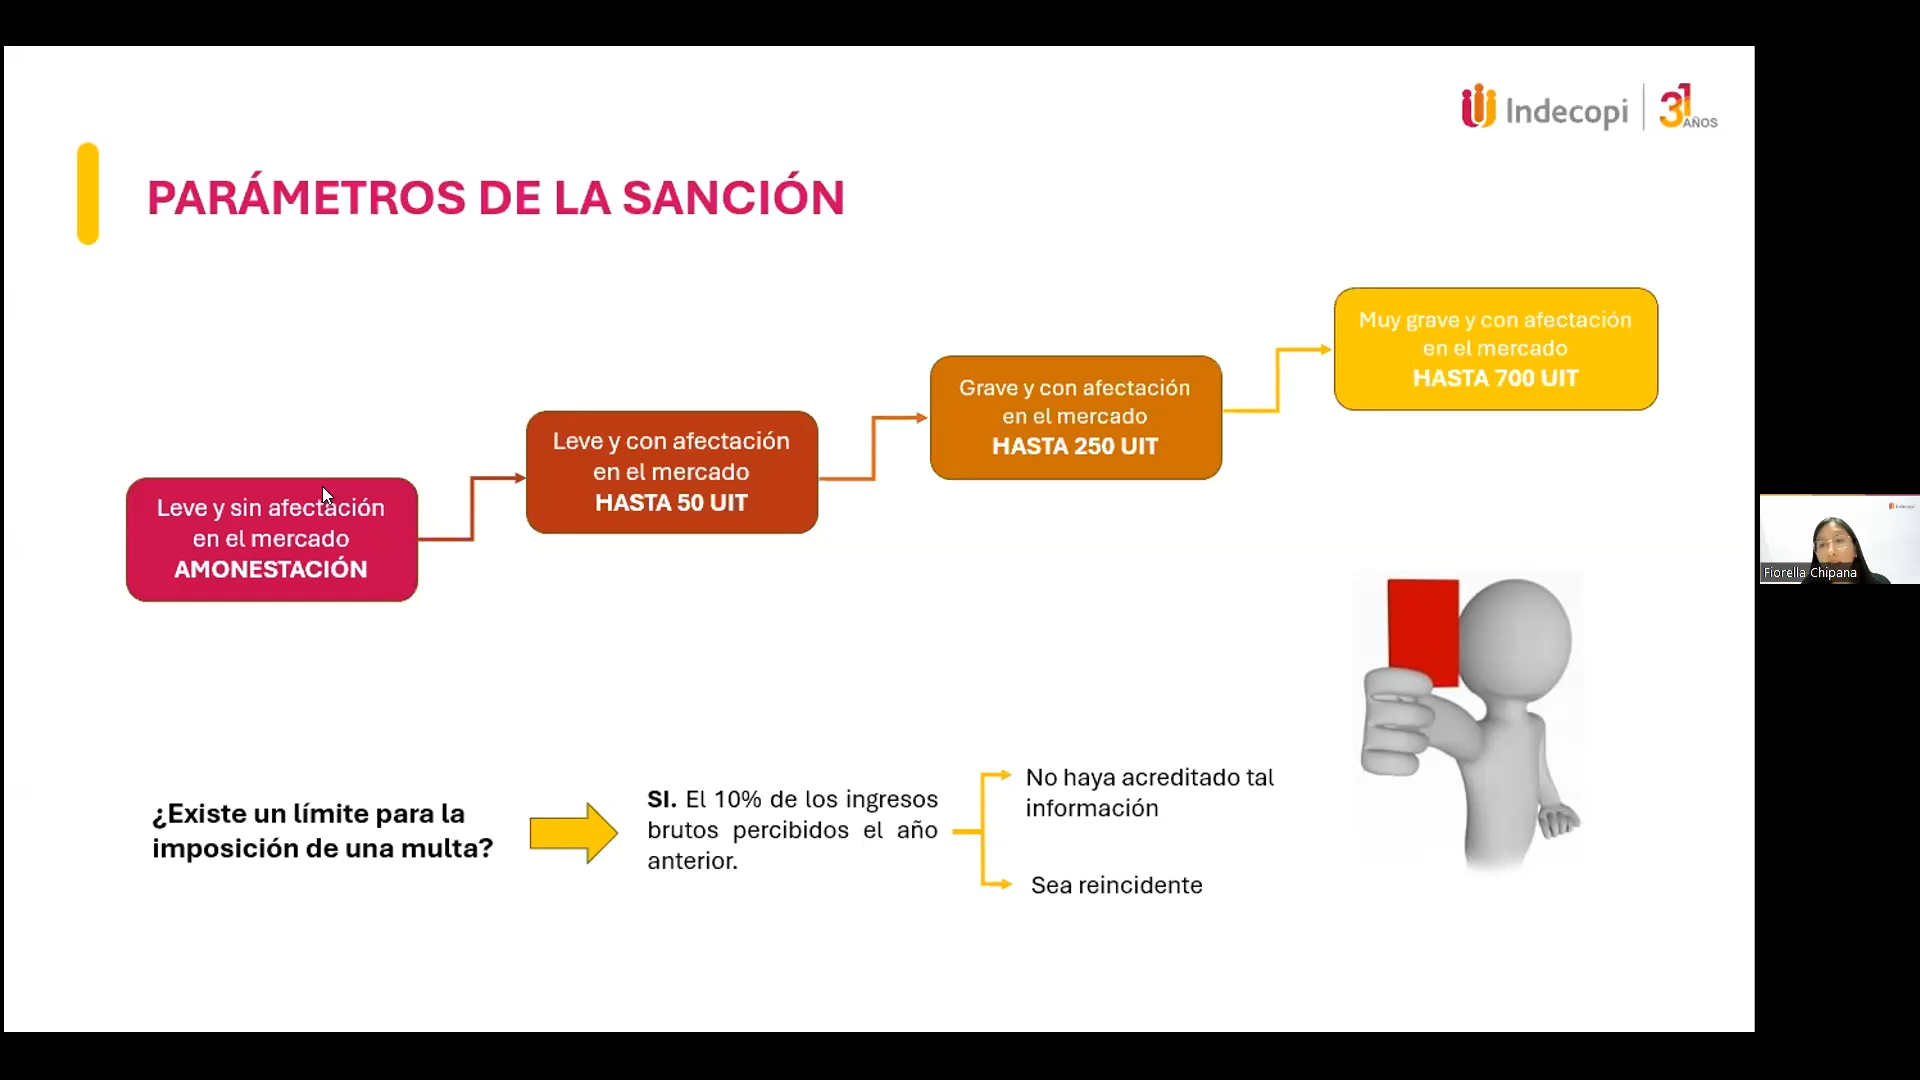 Indecopi
31 AÑOS
PARÁMETROS DE LA SANCIÓN
Muy grave y con afectación
en el mercado
HASTA 700 UIT
Grave y con afectación
en el mercado
HASTA 250 UIT
Leve y con afectación
en el mercado
HASTA 50 UIT
Leve y sin afectación
en el mercado
AMONESTACIÓN
¿Existe un límite para la
imposición de una multa?
SI. El 10% de los ingresos
brutos percibidos el año
anterior.
No haya acreditado tal
información
Sea reincidente
Indecopi
Fiorella Chipana